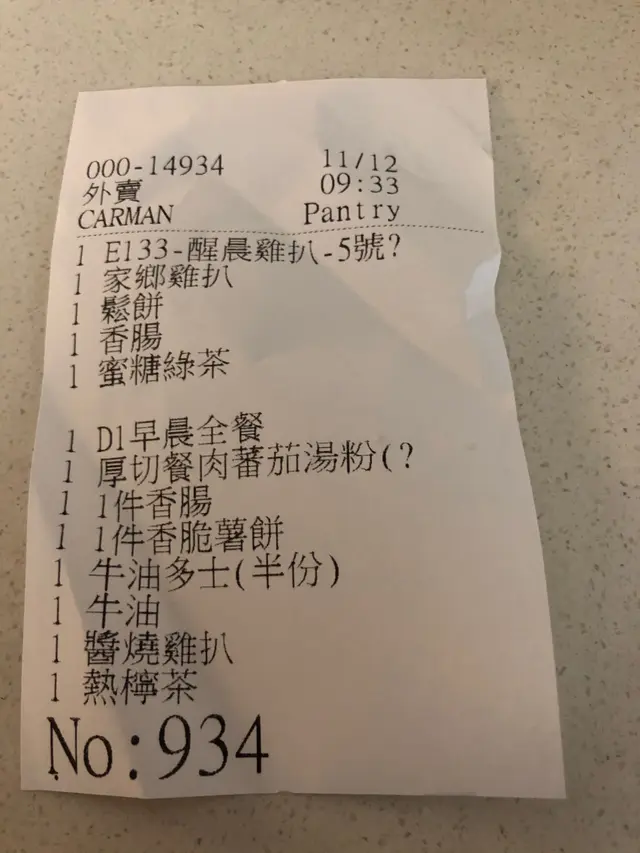 000-14934 11/12
外賣 09:33
CARMAN Pantry
1 E133-醒晨雞扒-5號?
1 家鄉雞扒
1 鬆餅
1 香腸
1 蜜糖綠茶
1 D1早晨全餐
1 厚切餐肉蕃茄湯粉(?
1 1件香腸
1 1件香脆薯餅
1 牛油多士(半份)
1 牛油
1 醬燒雞扒
1 熱檸茶
No:934